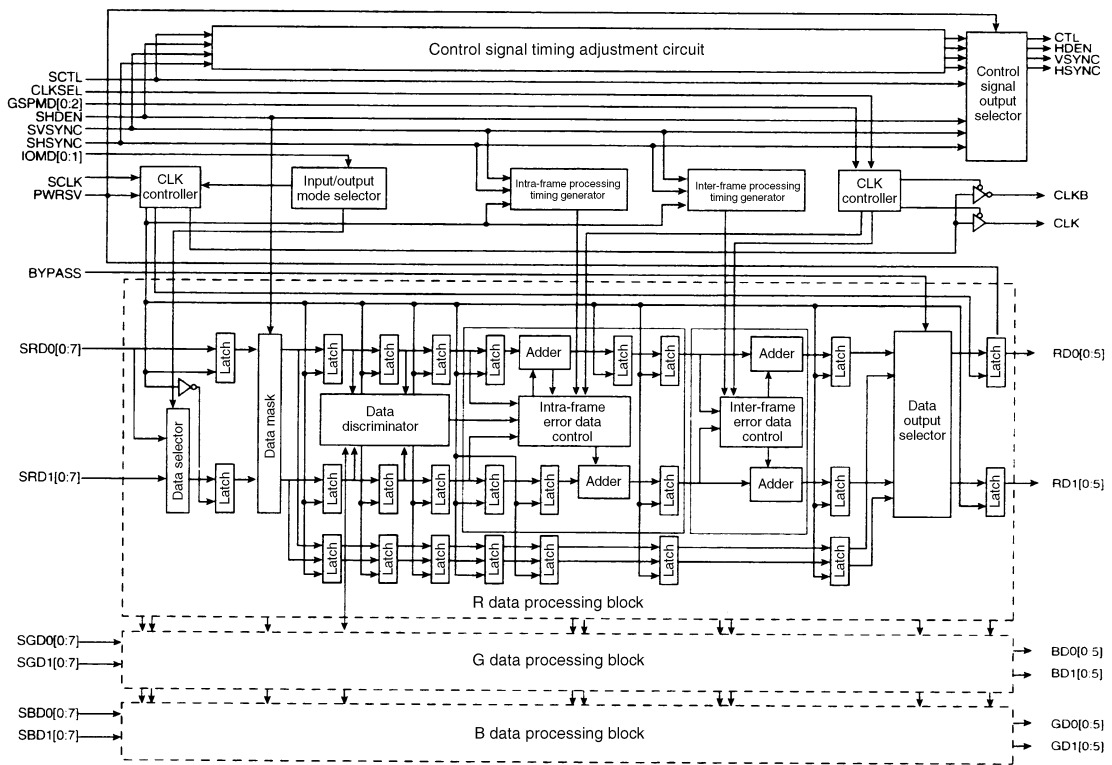 Control signal timing adjustment circuit
CTL
HDEN
VSYNC
HSYNC
Control
signal
output
selector
SCTL
CLKSEL
GSPMD[0:2]
SHDEN
SVSYNC
SHSYNC
IOMD[0:1]
SCLK
PWRSV
CLK
controller
Input/output
mode selector
Intra-frame processing
timing generator
Inter-frame processing
timing generator
CLK
controller
CLKB
CLK
BYPASS
SRD0[0:7]
Latch
Data mask
Latch
Latch
Latch
Latch
Adder
Latch
Latch
Adder
Latch
Data
output
selector
Latch
RD0[0:5]
Data
discriminator
Intra-frame
error data
control
Inter-frame
error data
control
SRD1[0:7]
Data selector
Latch
Latch
Latch
Latch
Latch
Latch
Adder
Latch
Adder
Latch
Latch
RD1[0:5]
Latch
Latch
Latch
Latch
Latch
Latch
Latch
R data processing block
SGD0[0:7]
SGD1[0:7]
G data processing block
BD0[0:5]
BD1[0:5]
SBD0[0:7]
SBD1[0:7]
B data processing block
GD0[0:5]
GD1[0:5]